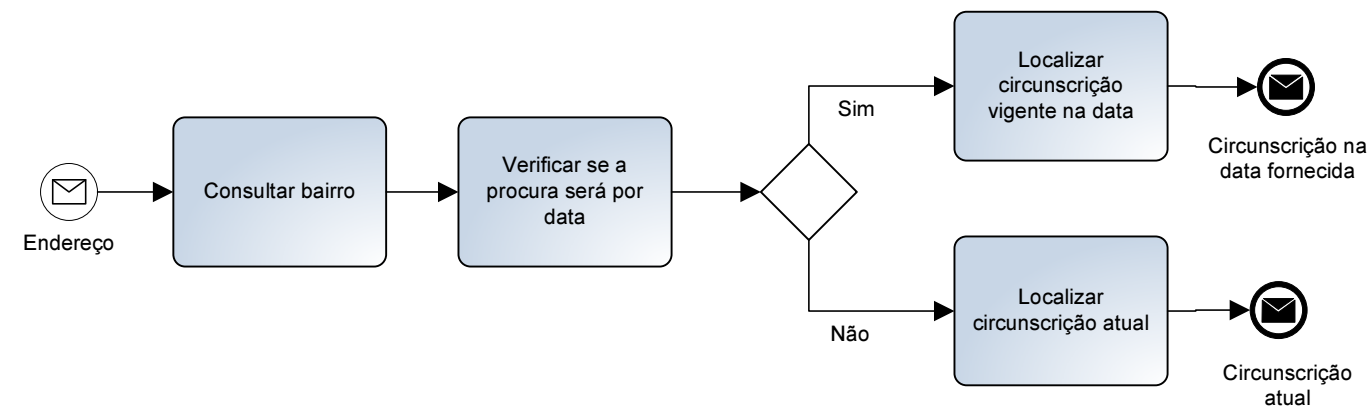 Endereço
Consultar bairro
Verificar se a
procura será por
data
Sim
Localizar
circunscrição
vigente na data
Circunscrição na
data fornecida
Não
Localizar
circunscrição atual
Circunscrição
atual